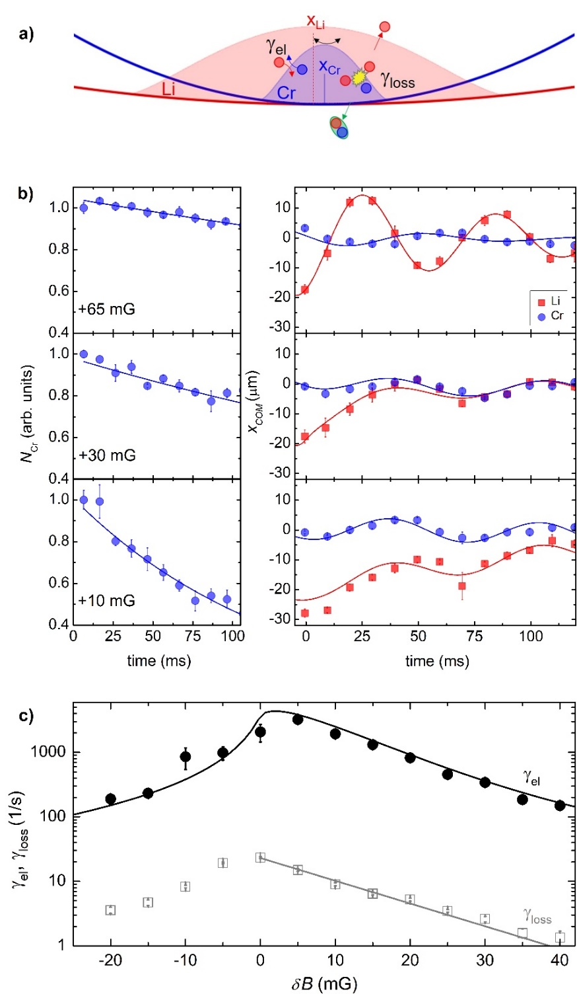 a)
x_Li
γ_el
x_Cr
γ_loss
Li
Cr
b)
1.0
0.8
0.6
0.4
+65 mG
10
0
-10
-20
-30
Li
Cr
1.0
0.8
0.6
0.4
+30 mG
10
0
-10
-20
-30
N_Cr (arb. units)
x_COM (μm)
1.0
0.8
0.6
0.4
+10 mG
10
0
-10
-20
-30
0 25 50 75 100
0 25 50 75 100
time (ms)
time (ms)
c)
1000
100
10
1
γ_el, γ_loss (1/s)
γ_el
γ_loss
-20 -10 0 10 20 30 40
δB (mG)